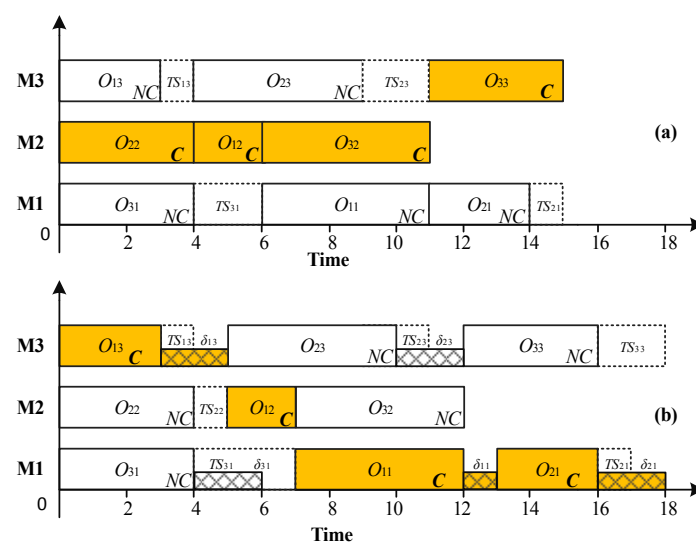 M3 O13 NC TS13 O23 NC TS23 O33 C
M2 O22 C O12 C O32 C (a)
M1 O31 NC TS31 O11 NC O21 NC TS21
0 2 4 6 8 10 12 14 16 18
Time
M3 O13 C TS13 δ13 O23 NC TS23 δ23 O33 NC TS33
M2 O22 NC TS22 O12 C O32 NC (b)
M1 O31 NC TS31 δ31 O11 C δ11 O21 C TS21 δ21
0 2 4 6 8 10 12 14 16 18
Time